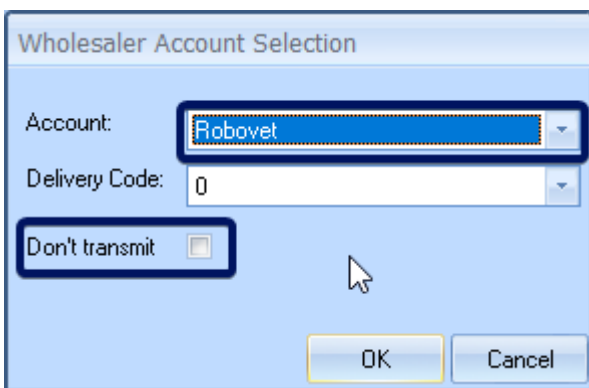 Wholesaler Account Selection
Account: Robovet
Delivery Code: 0
Don't transmit
OK Cancel